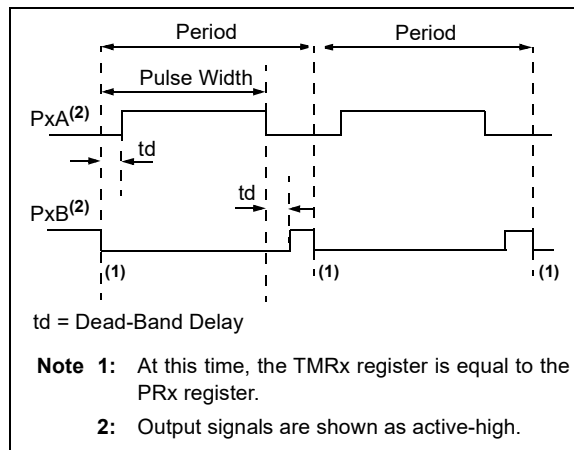 Period Period
Pulse Width
PxA(2)
td
td
PxB(2)
(1) (1) (1)
td = Dead-Band Delay
Note 1: At this time, the TMRx register is equal to the
PRx register.
2: Output signals are shown as active-high.